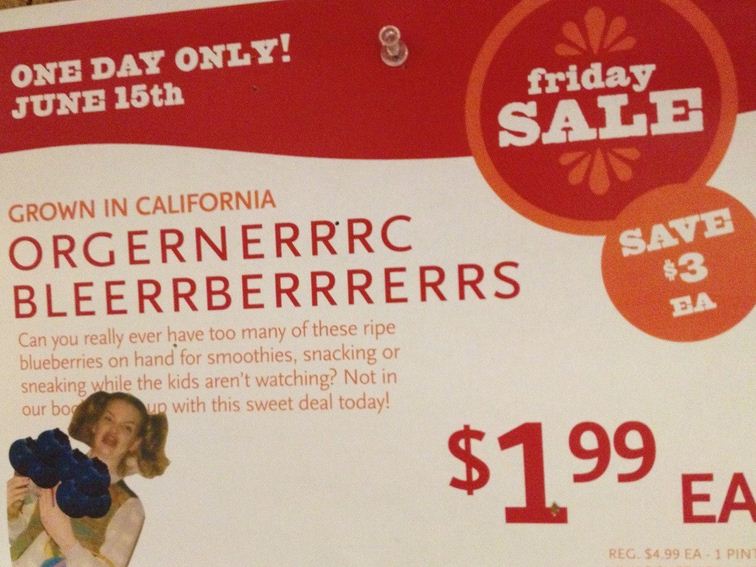 ONE DAY ONLY!
JUNE 15th
friday
SALE
SAVE
$3
EA
GROWN IN CALIFORNIA
ORGERNERRRRC
BLEERRBERRRERRS
Can you really ever have too many of these ripe
blueberries on hand for smoothies, snacking or
sneaking while the kids aren't watching? Not in
our up with this sweet deal today!
$1.99 EA
REG. $4.99 EA - 1 PINT